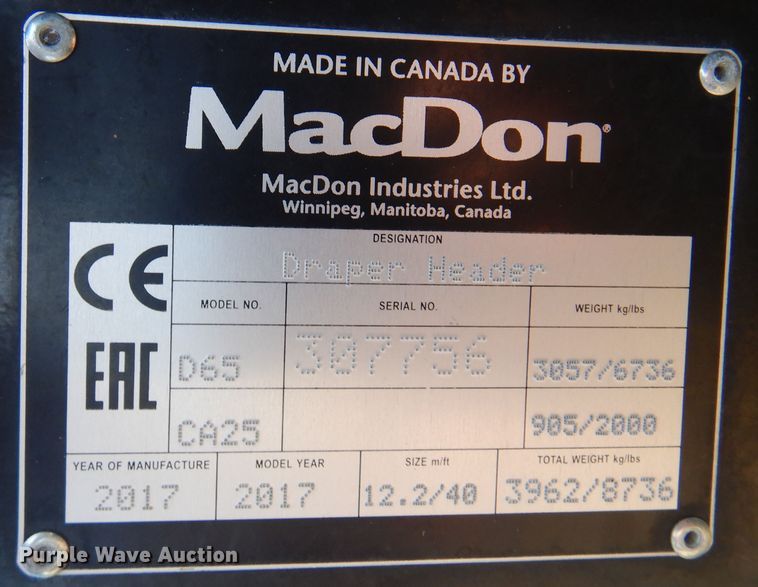 MADE IN CANADA BY
MacDon®
MacDon Industries Ltd.
Winnipeg, Manitoba, Canada
CE
EAC
DESIGNATION
Draper Header
MODEL NO. SERIAL NO. WEIGHT kg/lbs
D65 307756 3057/6736
CA25 905/2000
YEAR OF MANUFACTURE MODEL YEAR SIZE m/ft TOTAL WEIGHT kg/lbs
2017 2017 12.2/40 3962/8736
Purple Wave Auction